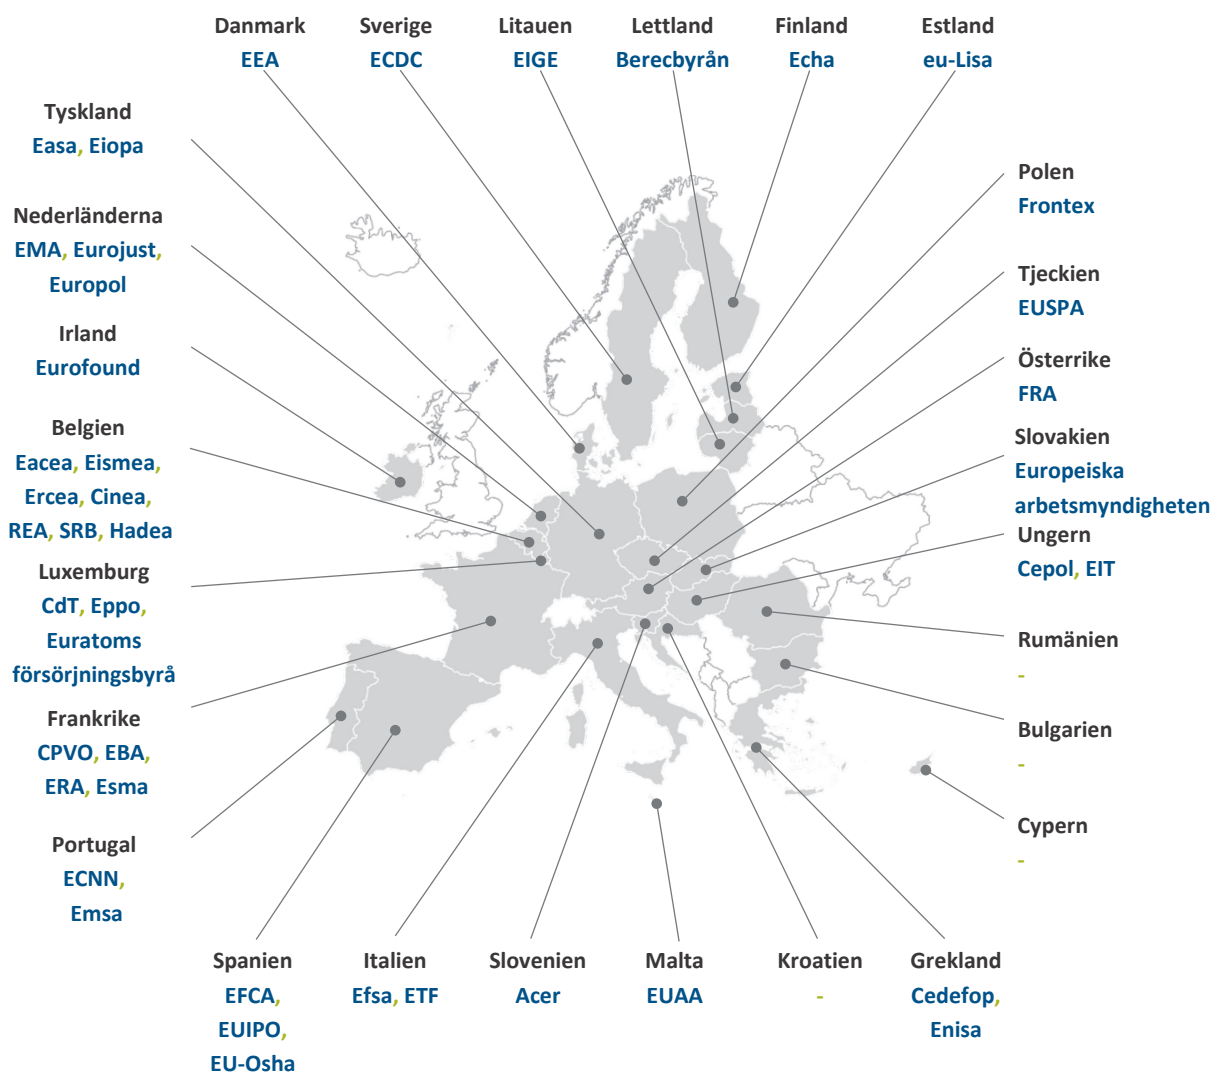 Danmark
EEA
Sverige
ECDC
Litauen
EIGE
Lettland
Berecbyrån
Finland
Echa
Estland
eu-Lisa
Tyskland
Easa, Eiopa
Nederländerna
EMA, Eurojust,
Europol
Irland
Eurofound
Belgien
Eacea, Eismea,
Ercea, Cinea,
REA, SRB, Hadea
Luxemburg
CdT, Eppo,
Euratoms
försörjningsbyrå
Frankrike
CPVO, EBA,
ERA, Esma
Portugal
ECNN,
Emsa
Polen
Frontex
Tjeckien
EUSPA
Österrike
FRA
Slovakien
Europeiska
arbetsmyndigheten
Ungern
Cepol, EIT
Rumänien
-
Bulgarien
-
Cypern
-
Spanien
EFCA,
EUIPO,
EU-Osha
Italien
Efsa, ETF
Slovenien
Acer
Malta
EUAA
Kroatien
-
Grekland
Cedefop,
Enisa